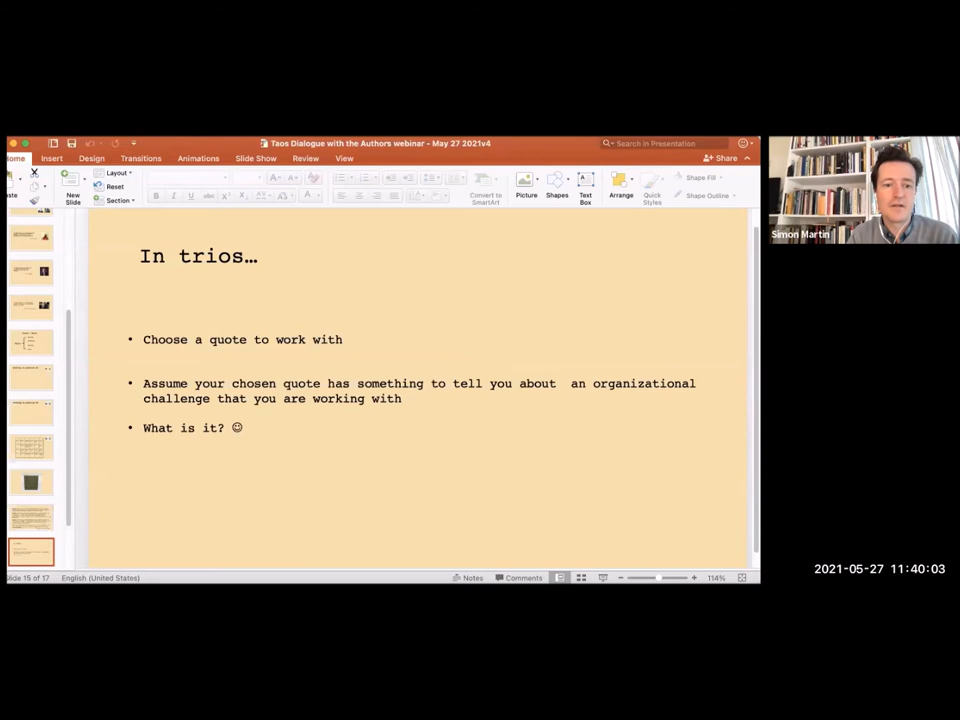 Taos Dialogue with the Authors webinar - May 27 2021v4
Search in Presentation
Home Insert Design Transitions Animations Slide Show Review View Share
Layout
Reset
Section
New
Slide
Convert to
SmartArt
Picture
Shapes
Text
Box
Arrange
Quick
Styles
Shape Fill
Shape Outline
Simon Martin
In trios…
• Choose a quote to work with
• Assume your chosen quote has something to tell you about an organizational
challenge that you are working with
• What is it? ☺
2021-05-27 11:40:03
Slide 15 of 17 English (United States) Notes Comments 114%